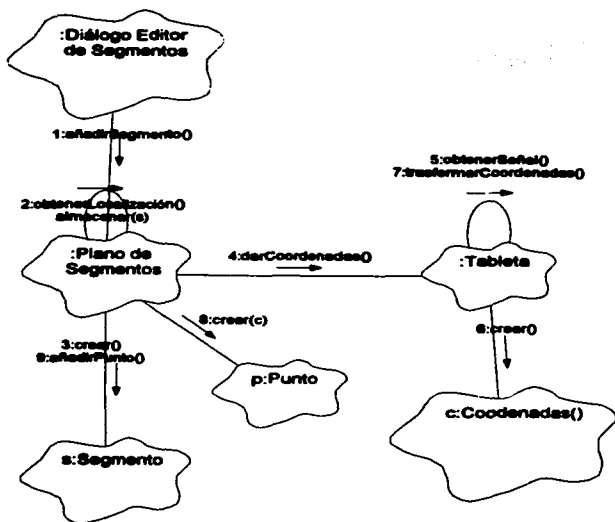 :Diálogo Editor
de Segmentos
1:añadirSegmento()
5:obtenerSeñal()
7:trasfermarCoordenadas()
2:obtenerLocalización()
almacenar(s)
:Plano de
Segmentos
4:darCoordenadas()
:Tableta
8:crear(c)
6:crear()
3:crear()
9:añadirPunto()
p:Punto
c:Coodenadas()
s:Segmento